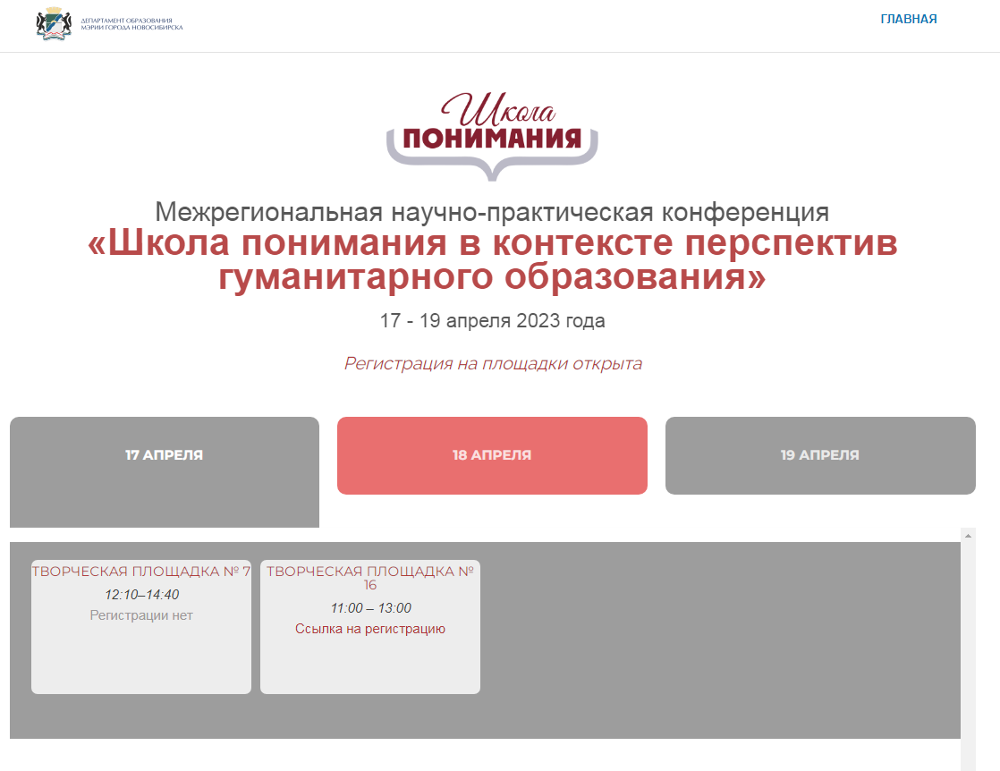 ДЕПАРТАМЕНТ ОБРАЗОВАНИЯ
МЭРИИ ГОРОДА НОВОСИБИРСКА
ГЛАВНАЯ
Школа
ПОНИМАНИЯ
Межрегиональная научно-практическая конференция
«Школа понимания в контексте перспектив
гуманитарного образования»
17 - 19 апреля 2023 года
Регистрация на площадки открыта
17 АПРЕЛЯ
18 АПРЕЛЯ
19 АПРЕЛЯ
ТВОРЧЕСКАЯ ПЛОЩАДКА № 7
12:10–14:40
Регистрации нет
ТВОРЧЕСКАЯ ПЛОЩАДКА №
16
11:00 – 13:00
Ссылка на регистрацию